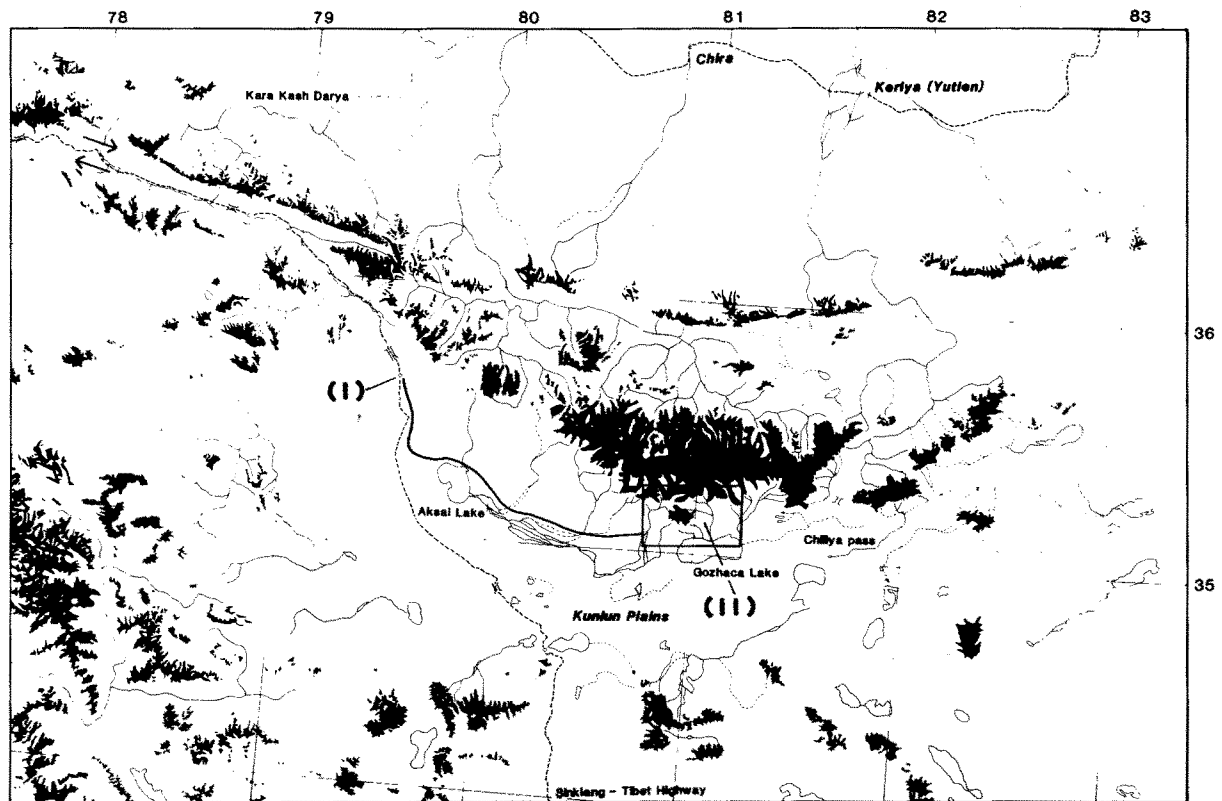 78 79 80 81 82 83
Chira
Keriya (Yutien)
Kara Kash Darya
36
(I)
Aksai Lake
Chiliya pass
Gozhaca Lake
35
(II)
Kunlun Plains
Sinkiang - Tibet Highway